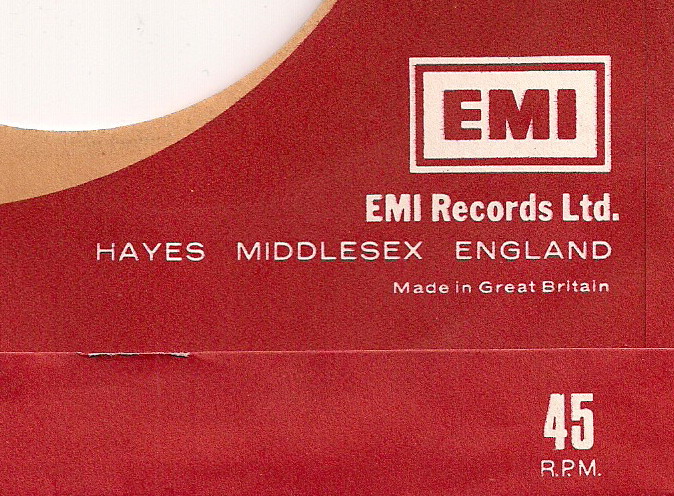 EMI
EMI Records Ltd.
HAYES MIDDLESEX ENGLAND
Made in Great Britain
45
R.P.M.